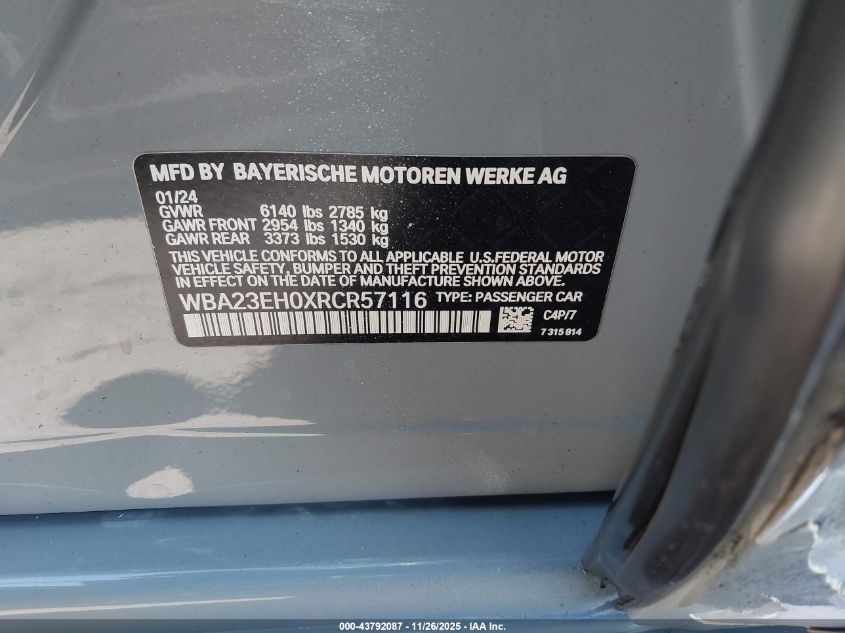 MFD BY BAYERISCHE MOTOREN WERKE AG
01/24
GVWR 6140 lbs 2785 kg
GAWR FRONT 2954 lbs 1340 kg
GAWR REAR 3373 lbs 1530 kg
THIS VEHICLE CONFORMS TO ALL APPLICABLE U.S.FEDERAL MOTOR
VEHICLE SAFETY, BUMPER AND THEFT PREVENTION STANDARDS
IN EFFECT ON THE DATE OF MANUFACTURE SHOWN ABOVE.
WBA23EH0XRCR57116 TYPE: PASSENGER CAR
C4P/7
7 315 814
000-43792087 - 11/26/2025 - IAA Inc.